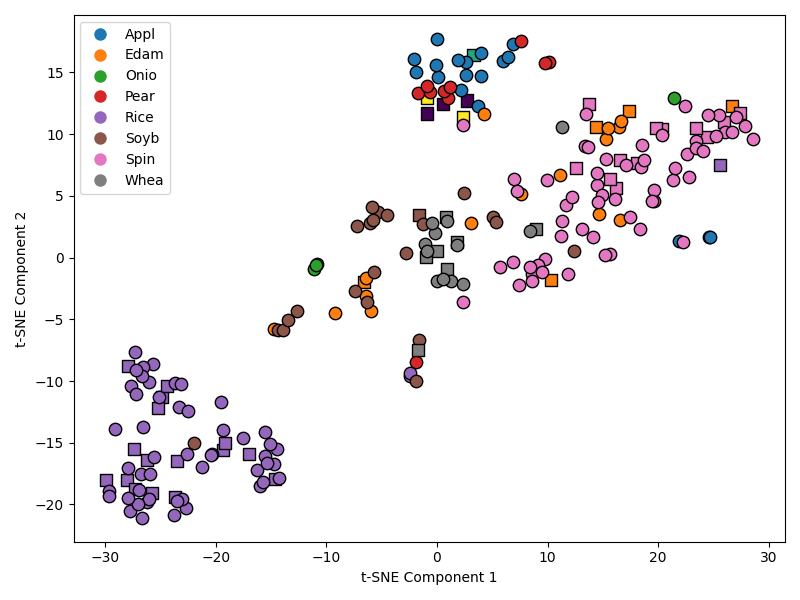 Appl
Edam
Onio
Pear
Rice
Soyb
Spin
Whea
t-SNE Component 2
15
10
5
0
−5
−10
−15
−20
−30
−20
−10
0
10
20
30
t-SNE Component 1